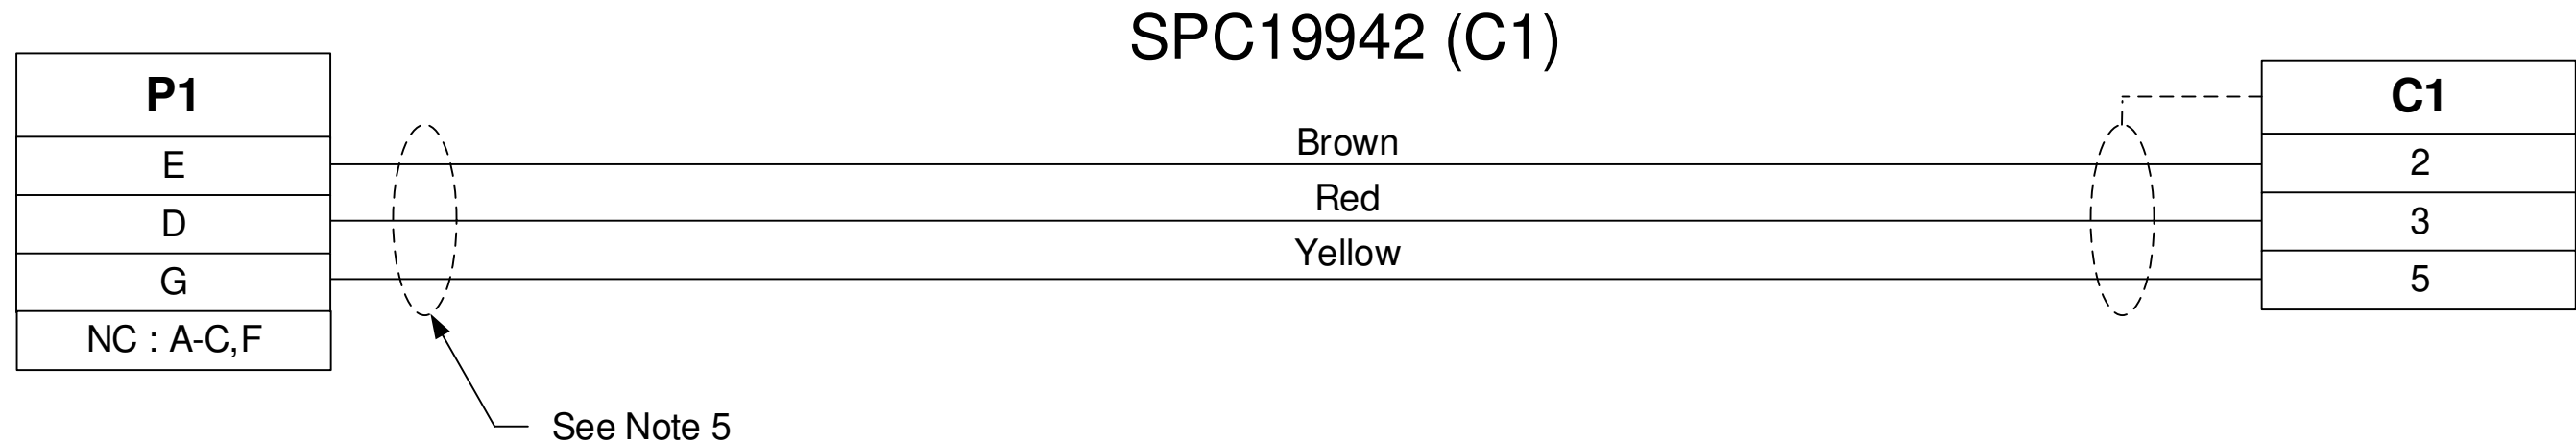 SPC19942 (C1)
P1
C1
E
Brown
2
D
Red
3
G
Yellow
5
NC : A-C,F
See Note 5